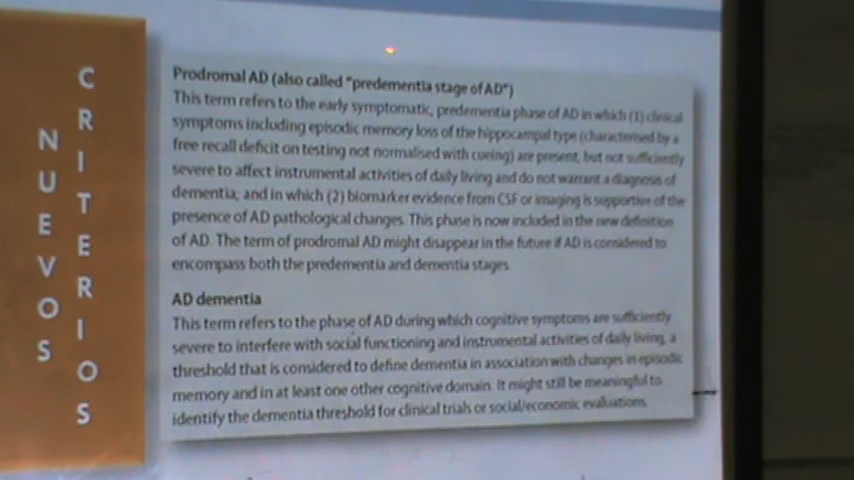 NUEVOS
CRITERIOS
Prodromal AD (also called "predementia stage of AD")
This term refers to the early symptomatic, predementia phase of AD in which (1) clinical
symptoms including episodic memory loss of the hippocampal type (characterised by a
free recall deficit on testing not normalised with cueing) are present, but not sufficiently
severe to affect instrumental activities of daily living and do not warrant a diagnosis of
dementia, and in which (2) biomarker evidence from CSF or imaging is supportive of the
presence of AD pathological changes. This phase is now included in the new definition
of AD. The term of prodromal AD might disappear in the future if AD is considered to
encompass both the predementia and dementia stages.
AD dementia
This term refers to the phase of AD during which cognitive symptoms are sufficiently
severe to interfere with social functioning and instrumental activities of daily living, a
threshold that is considered to define dementia in association with changes in episodic
memory and in at least one other cognitive domain. It might still be meaningful to
identify the dementia threshold for clinical trials or social/economic evaluations.